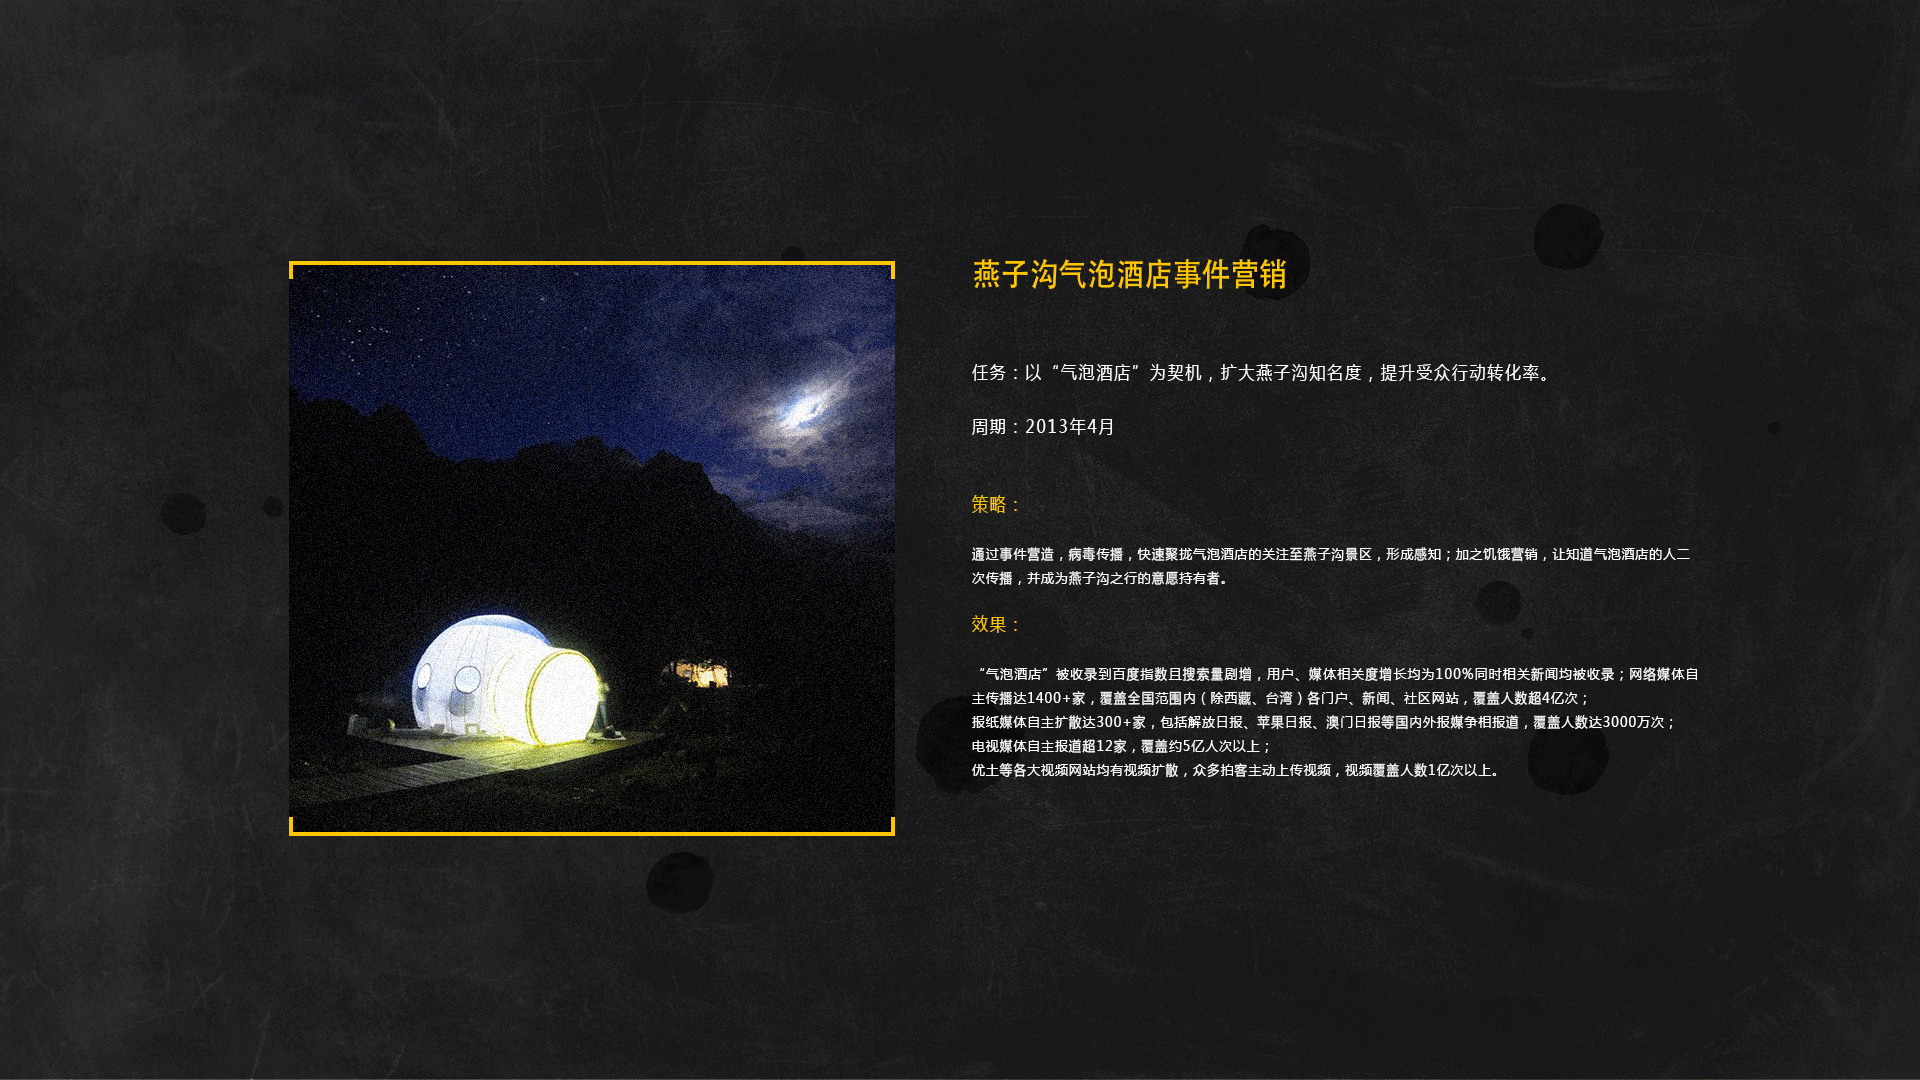 燕子沟气泡酒店事件营销
任务：以“气泡酒店”为契机，扩大燕子沟知名度，提升受众行动转化率。
周期：2013年4月
策略：
通过事件营造，病毒传播，快速聚拢气泡酒店的关注至燕子沟景区，形成感知；加之饥饿营销，让知道气泡酒店的人二
次传播，并成为燕子沟之行的意愿持有者。
效果：
“气泡酒店”被收录到百度指数且搜索量剧增，用户、媒体相关度增长均为100%同时相关新闻均被收录；网络媒体自
主传播达1400+家，覆盖全国范围内（除西藏、台湾）各门户、新闻、社区网站，覆盖人数超4亿次；
报纸媒体自主扩散达300+家，包括解放日报、苹果日报、澳门日报等国内外报媒争相报道，覆盖人数达3000万次；
电视媒体自主报道超12家，覆盖约5亿人次以上；
优土等各大视频网站均有视频扩散，众多拍客主动上传视频，视频覆盖人数1亿次以上。